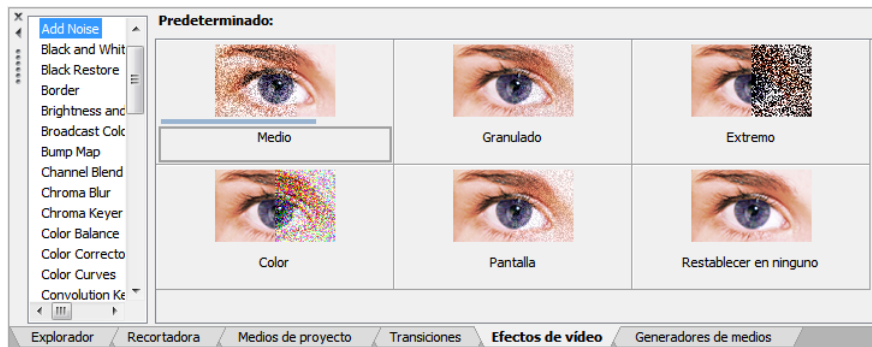 Predeterminado:
Add Noise
Black and Whit
Black Restore
Border
Brightness and
Broadcast Colo
Bump Map
Channel Blend
Chroma Blur
Chroma Keyer
Color Balance
Color Correcto
Color Curves
Convolution Ke
Medio
Granulado
Extremo
Color
Pantalla
Restablecer en ninguno
Explorador
Recortadora
Medios de proyecto
Transiciones
Efectos de vídeo
Generadores de medios